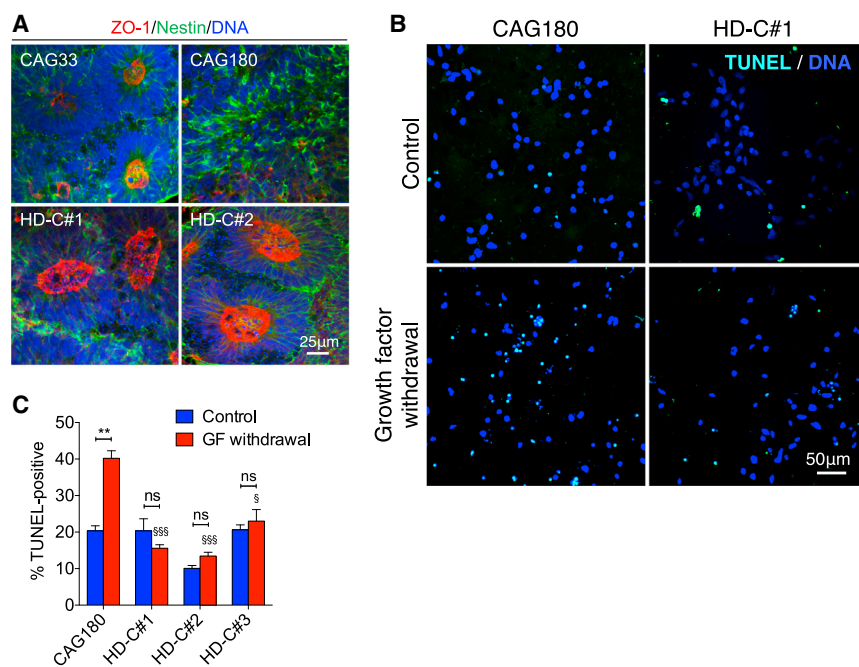 A
ZO-1/Nestin/DNA
CAG33
CAG180
HD-C#1
HD-C#2
25µm
B
CAG180
HD-C#1
TUNEL / DNA
Control
Growth factor
withdrawal
50µm
C
Control
GF withdrawal
% TUNEL-positive
50
40
30
20
10
0
**
ns
§§§
ns
§§§
ns
§
CAG180
HD-C#1
HD-C#2
HD-C#3